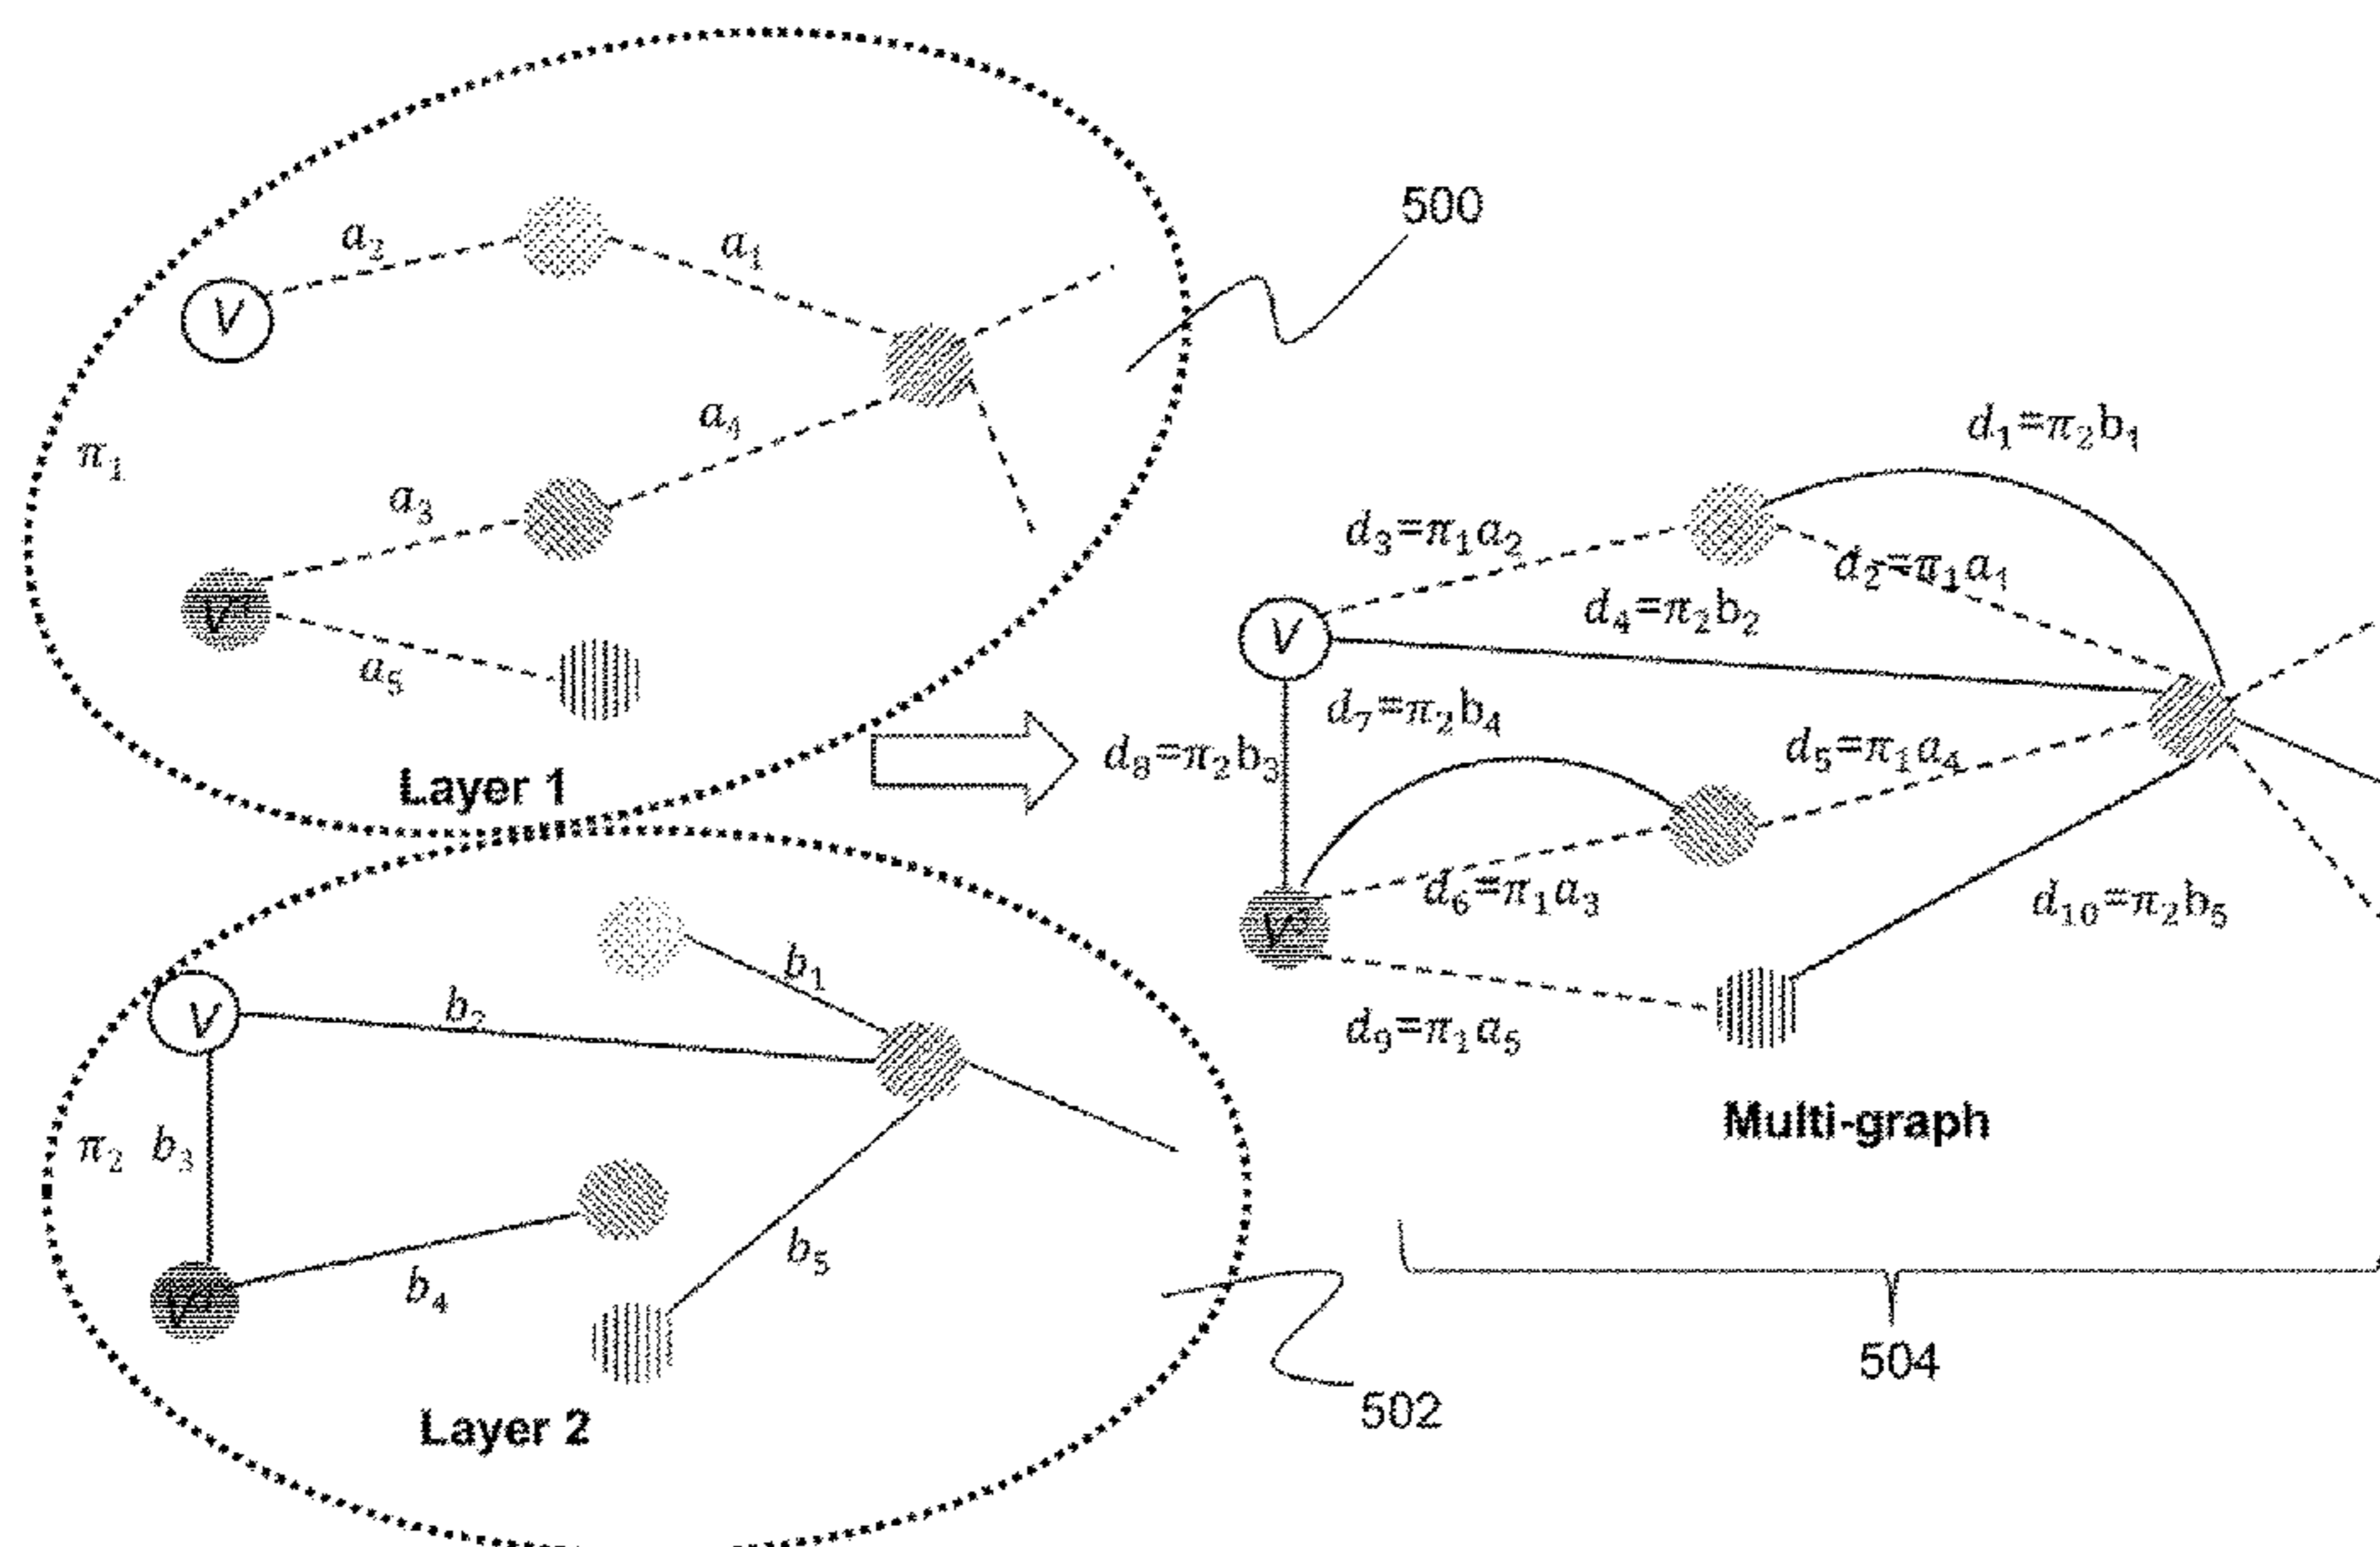 a₂
a₁
V
500
a₄
π₁
a₃
V'
a₅
Layer 1
d₁=π₂b₁
d₃=π₁a₂
d₂=π₁a₁
d₄=π₂b₂
V
d₇=π₂b₄
d₈=π₂b₃
d₅=π₁a₄
d₆=π₁a₃
d₁₀=π₂b₅
d₉=π₁a₅
Multi-graph
504
b₁
b₂
V
π₂ b₃
b₅
b₄
Layer 2
502